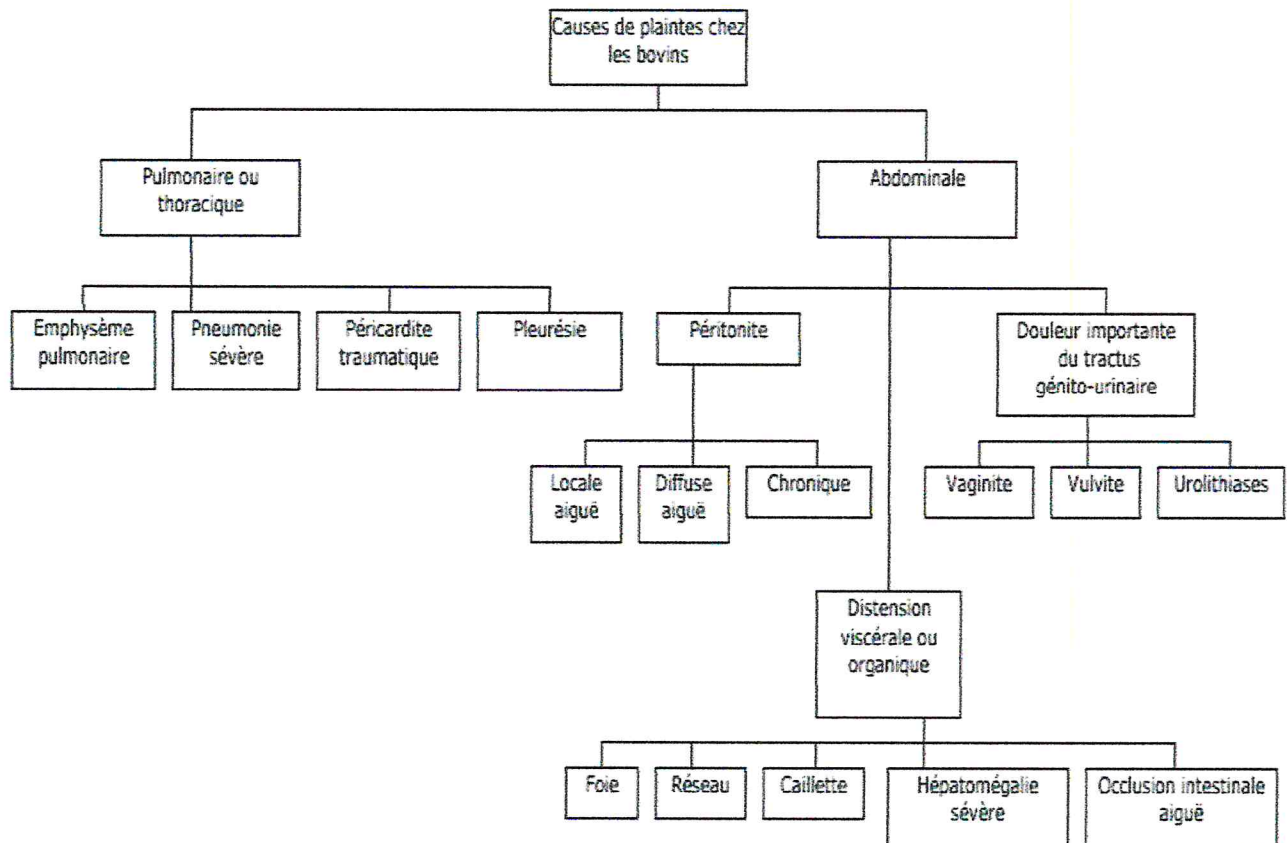 Causes de plaintes chez
les bovins
Pulmonaire ou
thoracique
Abdominale
Emphysème
pulmonaire
Pneumonie
sévère
Péricardite
traumatique
Pleurésie
Péritonite
Douleur importante
du tractus
génito-urinaire
Locale
aiguë
Diffuse
aiguë
Chronique
Vaginite
Vulvite
Urolithiases
Distension
viscérale ou
organique
Foie
Réseau
Caillette
Hépatomégalie
sévère
Occlusion intestinale
aiguë